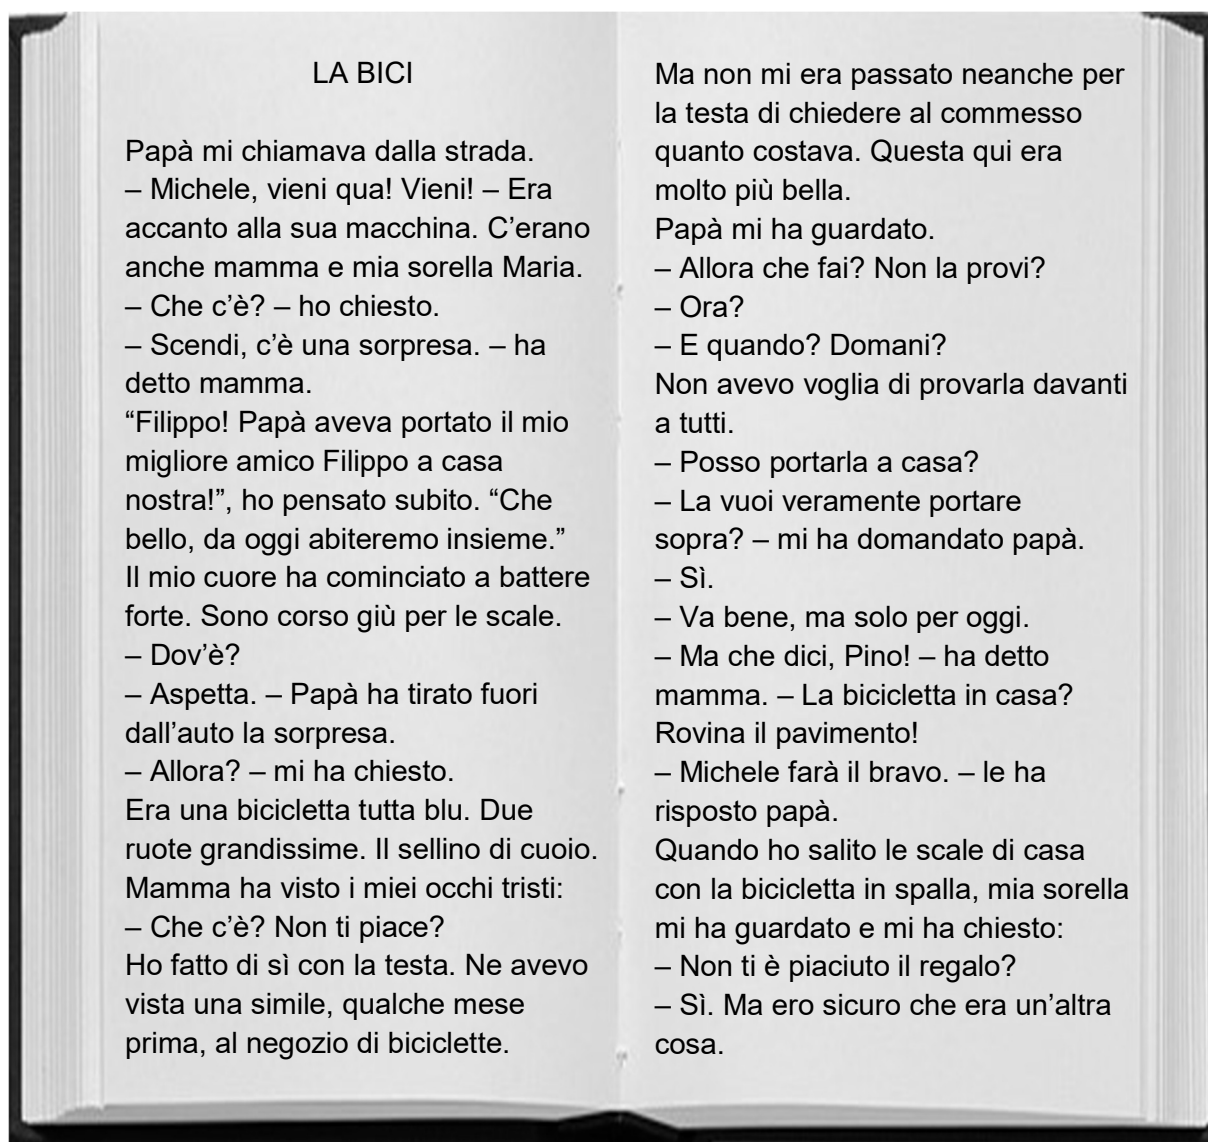 LA BICI
Papà mi chiamava dalla strada.
– Michele, vieni qua! Vieni! – Era
accanto alla sua macchina. C’erano
anche mamma e mia sorella Maria.
– Che c’è? – ho chiesto.
– Scendi, c’è una sorpresa. – ha
detto mamma.
“Filippo! Papà aveva portato il mio
migliore amico Filippo a casa
nostra!”, ho pensato subito. “Che
bello, da oggi abiteremo insieme.”
Il mio cuore ha cominciato a battere
forte. Sono corso giù per le scale.
– Dov’è?
– Aspetta. – Papà ha tirato fuori
dall’auto la sorpresa.
– Allora? – mi ha chiesto.
Era una bicicletta tutta blu. Due
ruote grandissime. Il sellino di cuoio.
Mamma ha visto i miei occhi tristi:
– Che c’è? Non ti piace?
Ho fatto di sì con la testa. Ne avevo
vista una simile, qualche mese
prima, al negozio di biciclette.
Ma non mi era passato neanche per
la testa di chiedere al commesso
quanto costava. Questa qui era
molto più bella.
Papà mi ha guardato.
– Allora che fai? Non la provi?
– Ora?
– E quando? Domani?
Non avevo voglia di provarla davanti
a tutti.
– Posso portarla a casa?
– La vuoi veramente portare
sopra? – mi ha domandato papà.
– Sì.
– Va bene, ma solo per oggi.
– Ma che dici, Pino! – ha detto
mamma. – La bicicletta in casa?
Rovina il pavimento!
– Michele farà il bravo. – le ha
risposto papà.
Quando ho salito le scale di casa
con la bicicletta in spalla, mia sorella
mi ha guardato e mi ha chiesto:
– Non ti è piaciuto il regalo?
– Sì. Ma ero sicuro che era un’altra
cosa.